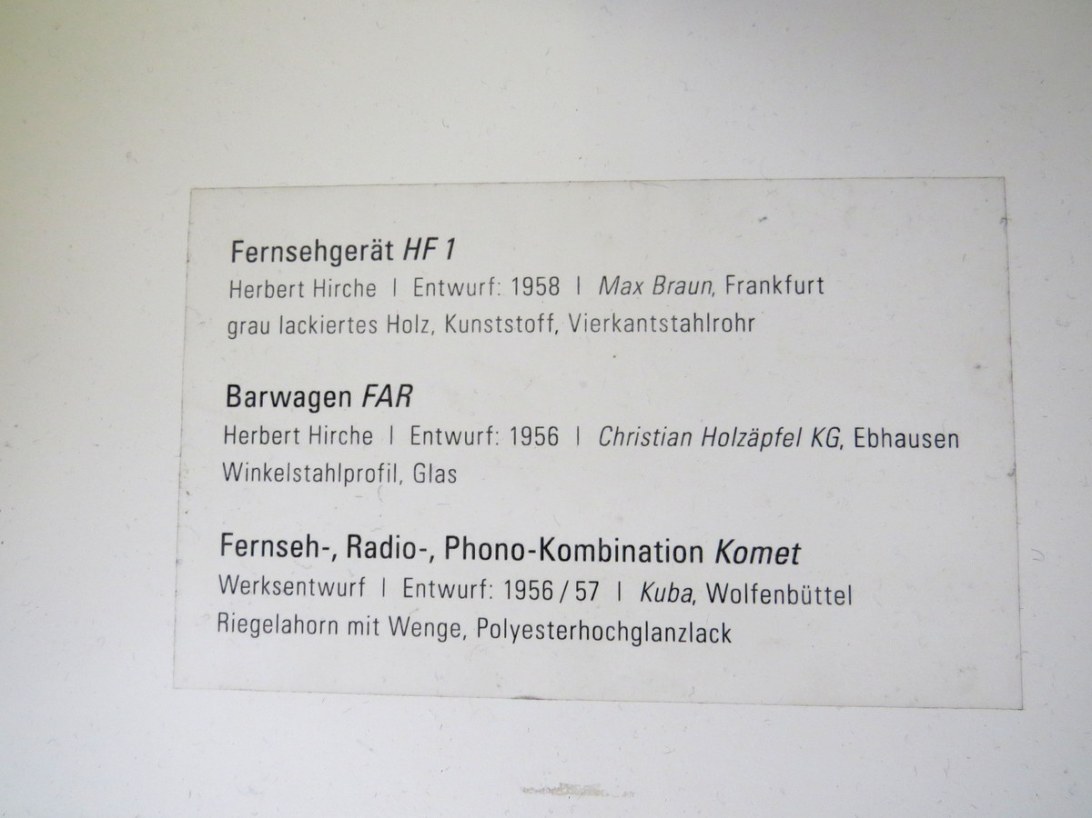 Fernsehgerät HF 1
Herbert Hirche | Entwurf: 1958 | Max Braun, Frankfurt
grau lackiertes Holz, Kunststoff, Vierkantstahlrohr
Barwagen FAR
Herbert Hirche | Entwurf: 1956 | Christian Holzäpfel KG, Ebhausen
Winkelstahlprofil, Glas
Fernseh-, Radio-, Phono-Kombination Komet
Werksentwurf | Entwurf: 1956 / 57 | Kuba, Wolfenbüttel
Riegelahorn mit Wenge, Polyesterhochglanzlack